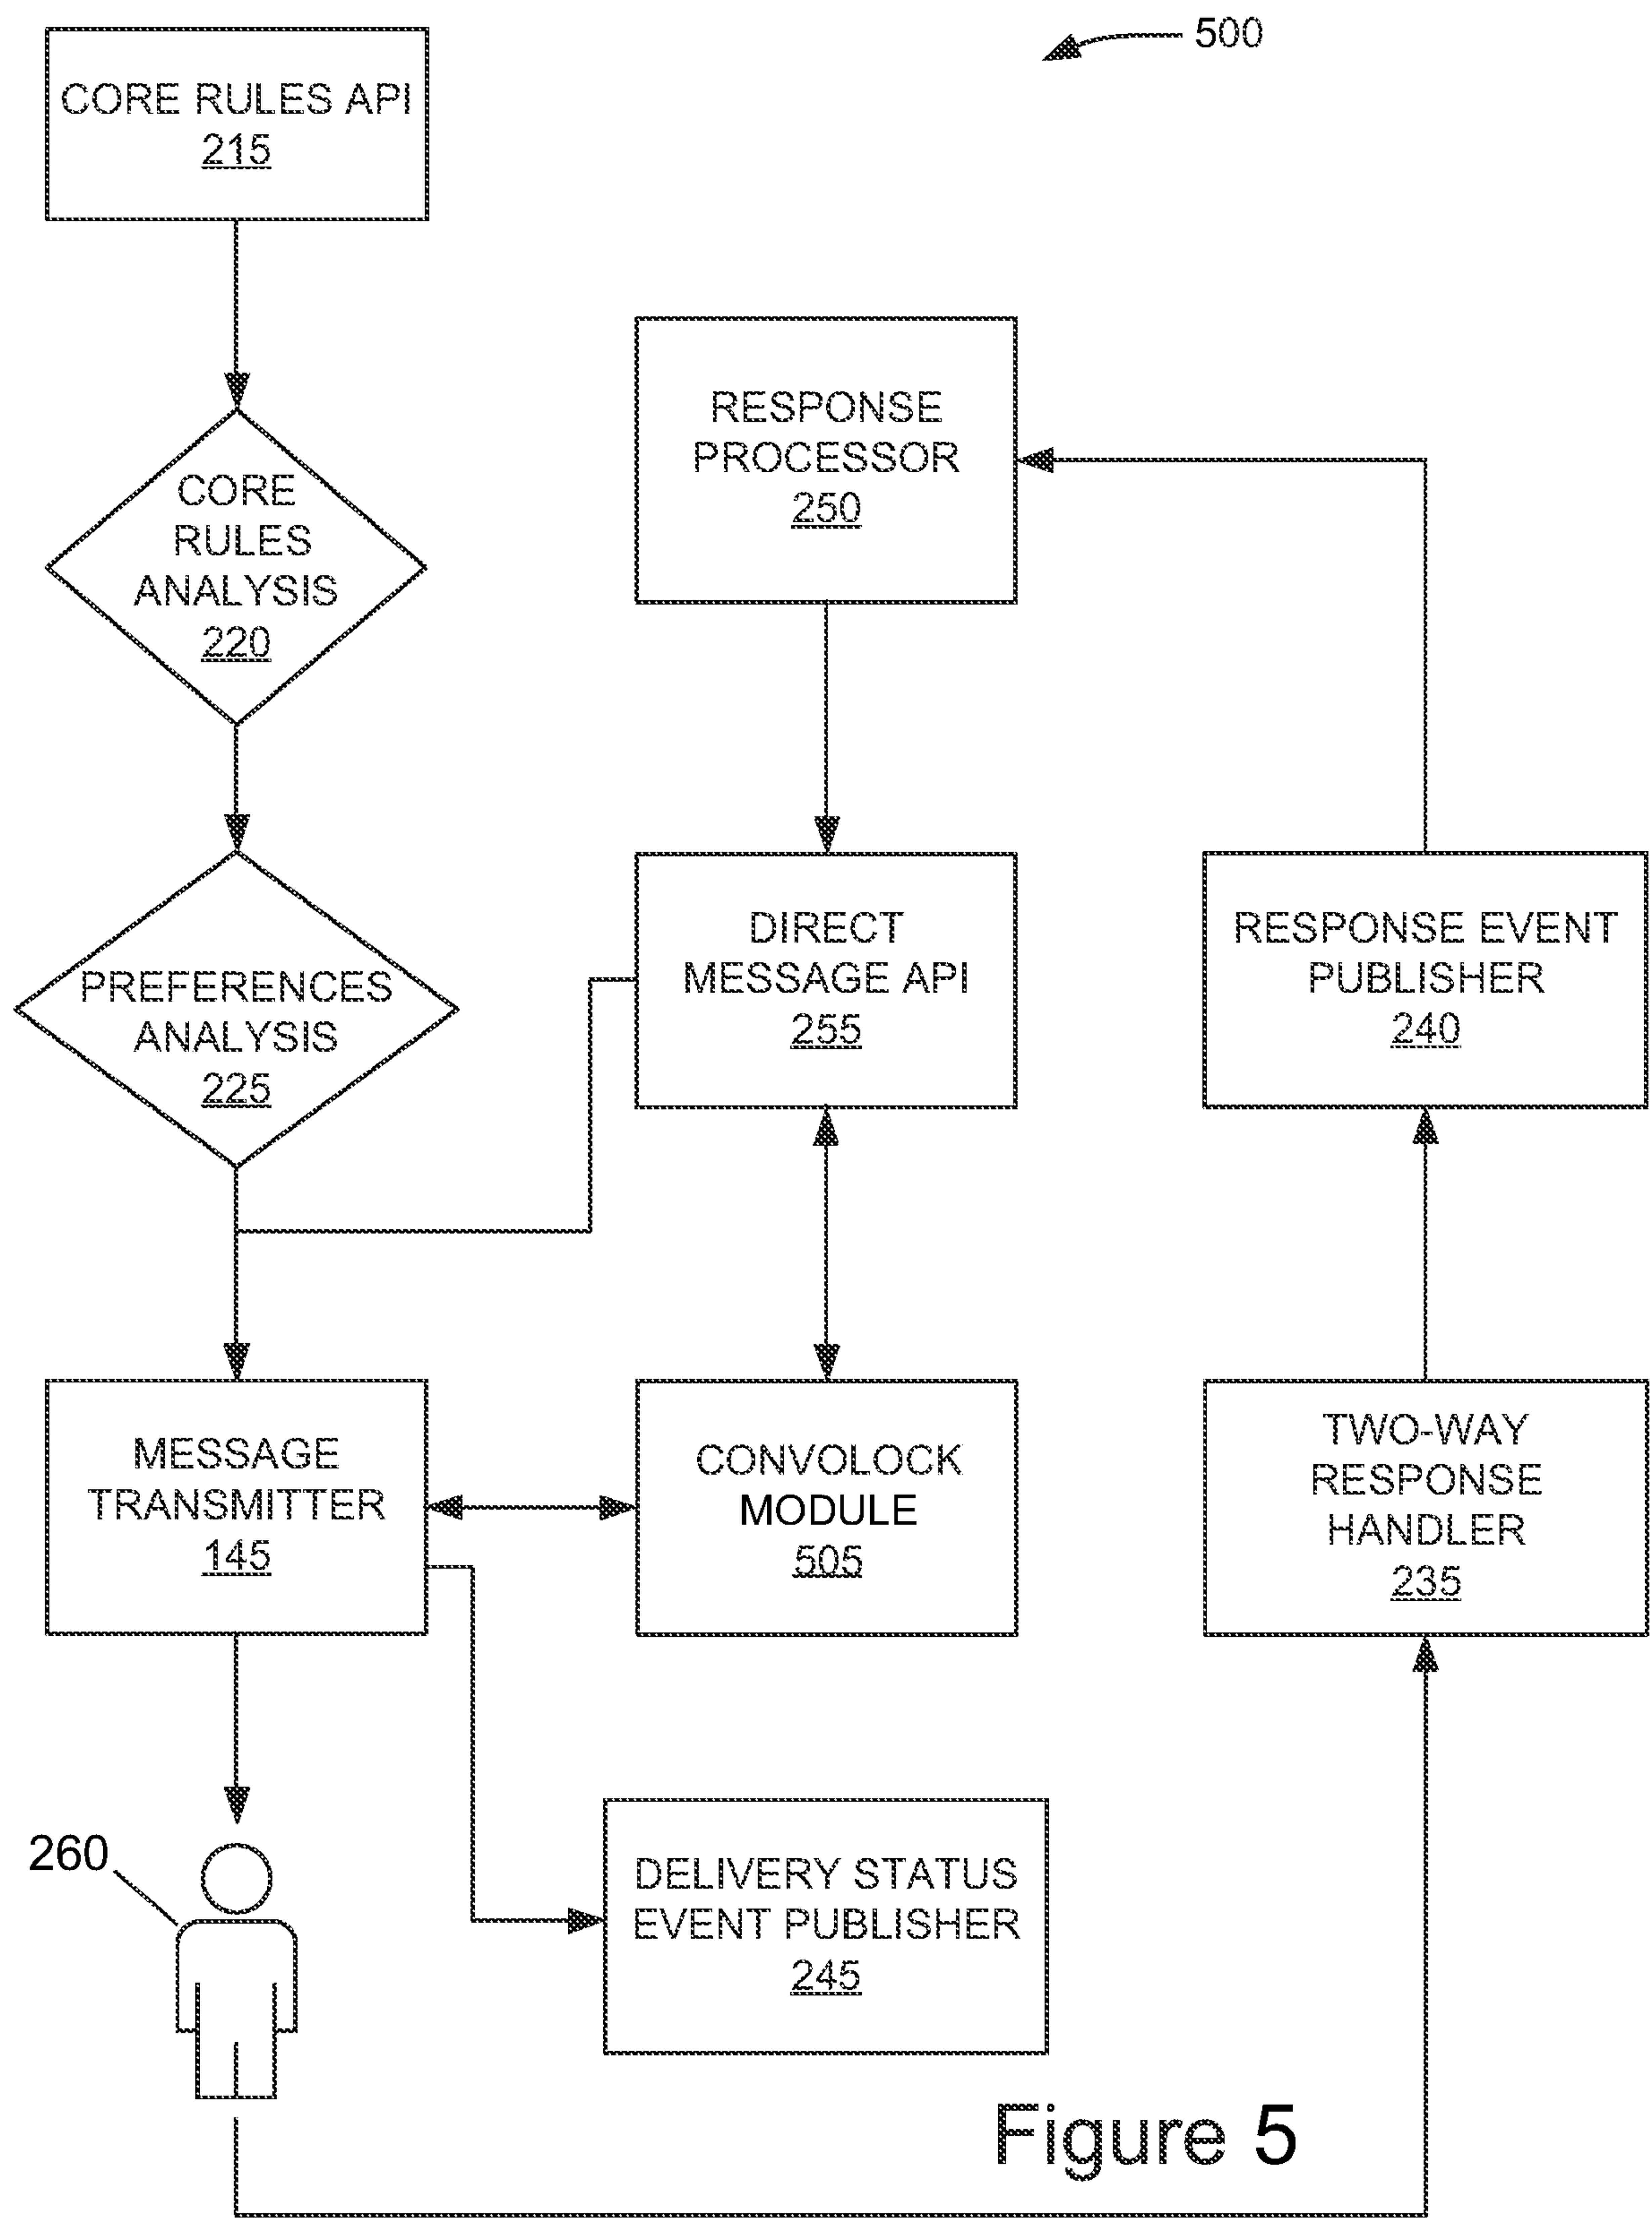 500
CORE RULES API
215
RESPONSE
PROCESSOR
250
CORE
RULES
ANALYSIS
220
DIRECT
MESSAGE API
255
RESPONSE EVENT
PUBLISHER
240
PREFERENCES
ANALYSIS
225
MESSAGE
TRANSMITTER
145
CONVOLOCK
MODULE
505
TWO-WAY
RESPONSE
HANDLER
235
260
DELIVERY STATUS
EVENT PUBLISHER
245
Figure 5